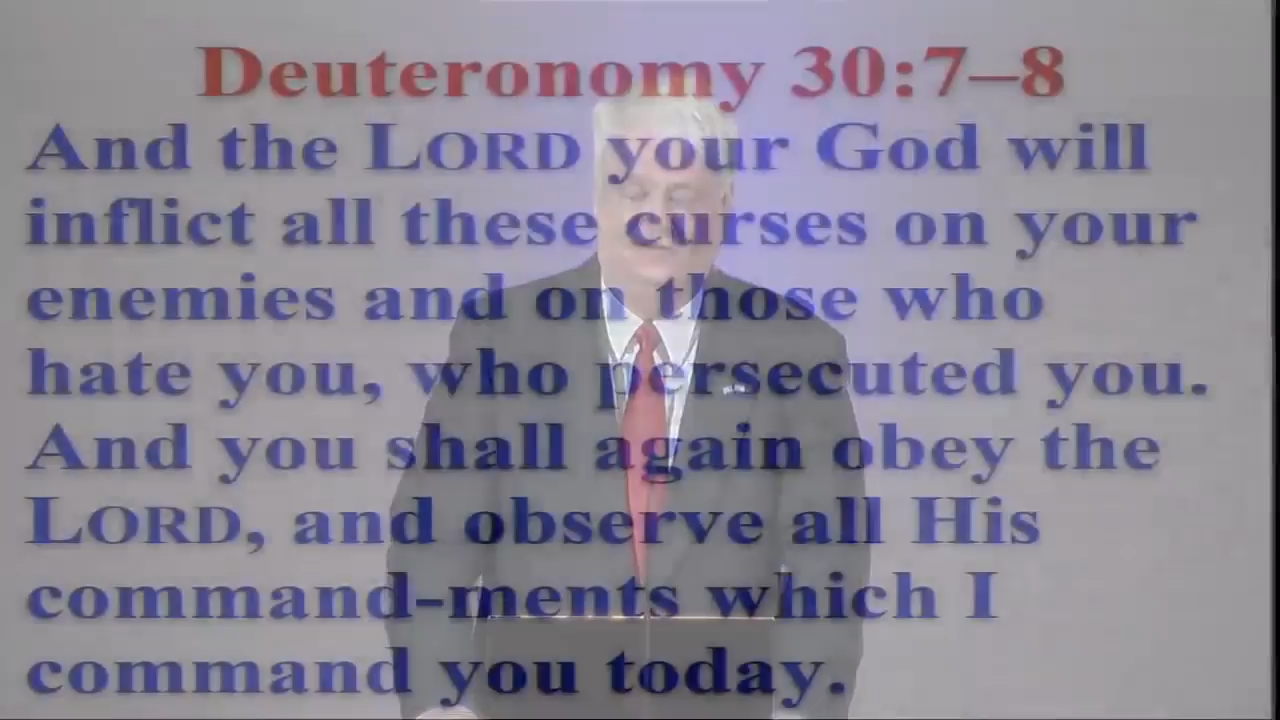 Deuteronomy 30:7–8
And the LORD your God will
inflict all these curses on your
enemies and on those who
hate you, who persecuted you.
And you shall again obey the
LORD, and observe all His
command-ments which I
command you today.